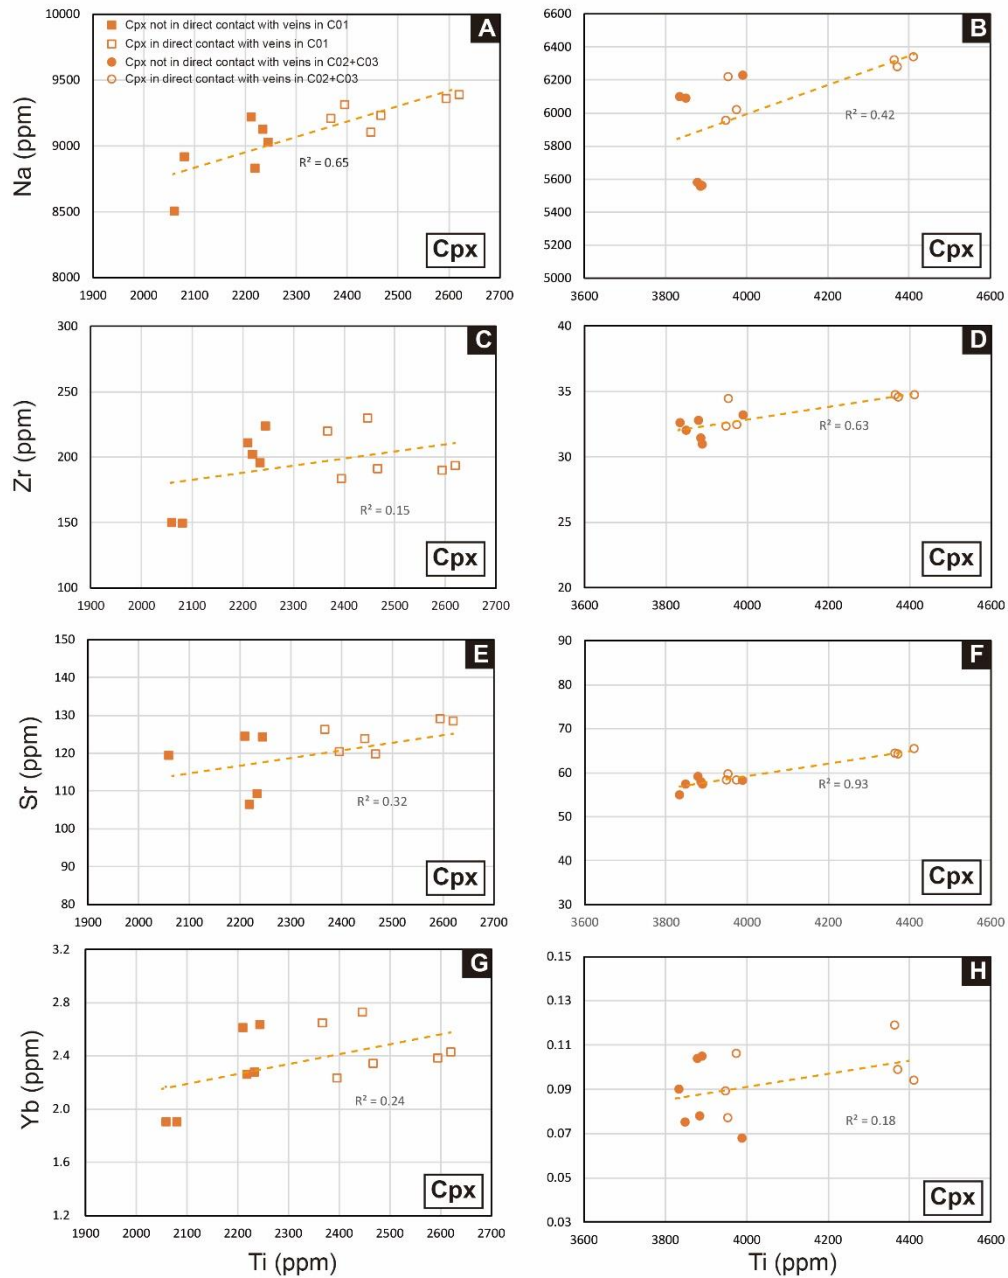 A
Cpx not in direct contact with veins in C01
Cpx in direct contact with veins in C01
Cpx not in direct contact with veins in C02+C03
Cpx in direct contact with veins in C02+C03
Na (ppm)
10000
9500
9000
8500
8000
R² = 0.65
Cpx
1900 2000 2100 2200 2300 2400 2500 2600 2700
B
6600
6400
6200
6000
5800
5600
5400
5200
5000
R² = 0.42
Cpx
3600 3800 4000 4200 4400 4600
C
Zr (ppm)
300
250
200
150
100
R² = 0.15
Cpx
1900 2000 2100 2200 2300 2400 2500 2600 2700
D
40
35
30
25
20
R² = 0.63
Cpx
3600 3800 4000 4200 4400 4600
E
Sr (ppm)
150
140
130
120
110
100
90
80
R² = 0.32
Cpx
1900 2000 2100 2200 2300 2400 2500 2600 2700
F
90
80
70
60
50
40
30
R² = 0.93
Cpx
3600 3800 4000 4200 4400 4600
G
Yb (ppm)
3.2
2.8
2.4
2.0
1.6
1.2
R² = 0.24
Cpx
1900 2000 2100 2200 2300 2400 2500 2600 2700
Ti (ppm)
H
0.15
0.13
0.11
0.09
0.07
0.05
0.03
R² = 0.18
Cpx
3600 3800 4000 4200 4400 4600
Ti (ppm)